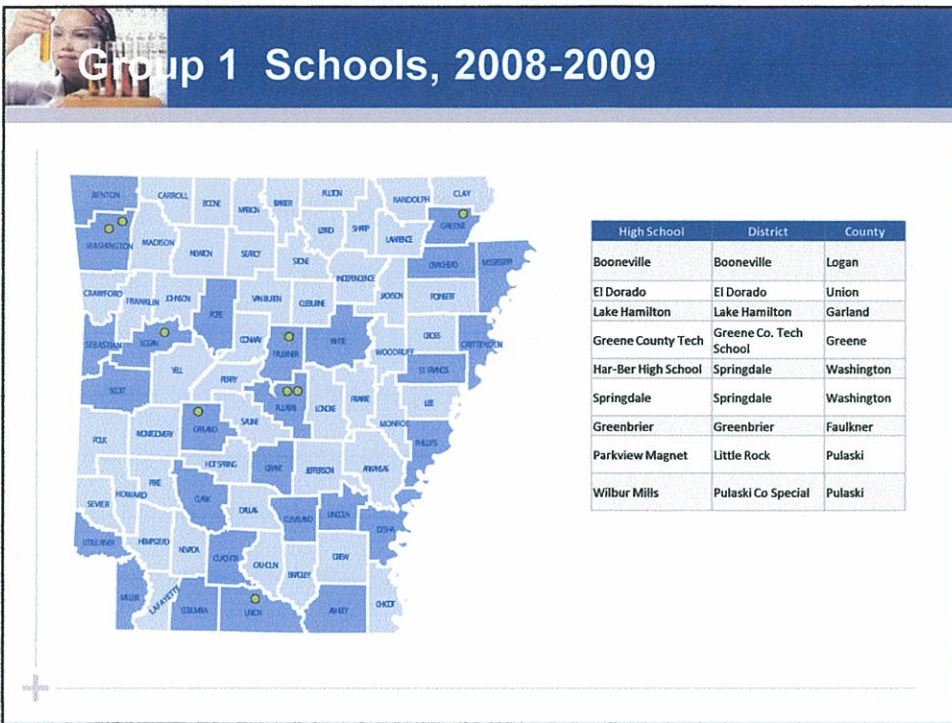 Group 1 Schools, 2008-2009
BENTON CARROLL BOONE MARION BAXER FULTON RANDOLPH CLAY
WASHINGTON MADISON NEWTON SEARCY STONE IZARD SHARP LAWRENCE GREENE
CRAWFORD FRANKLIN JOHNSON POPE VAN BUREN CLEBURNE INDEPENDENCE JACKSON CRAIGHEAD MISSISSIPPI
POINSETT
SEBASTIAN LOGAN CONWAY FAULKNER WHITE WOODRUFF CROSS CRITTENDEN
SCOTT YELL PERRY PULASKI LONOKE PRAIRIE ST. FRANCIS
LEE
POLK MONTGOMERY GARLAND SALINE MONROE PHILLIPS
HOT SPRING GRANT JEFFERSON ARKANSAS
SEVIER HOWARD PIKE CLARK DALLAS CLEVELAND LINCOLN DESHA
LITTLE RIVER HEMPSTEAD NEVADA OUACHITA CALHOUN BRADLEY DREW
MILLER LAFAYETTE COLUMBIA UNION ASHLEY CHICOT
High School District County
Booneville Booneville Logan
El Dorado El Dorado Union
Lake Hamilton Lake Hamilton Garland
Greene County Tech Greene Co. Tech School Greene
Har-Ber High School Springdale Washington
Springdale Springdale Washington
Greenbrier Greenbrier Faulkner
Parkview Magnet Little Rock Pulaski
Wilbur Mills Pulaski Co Special Pulaski